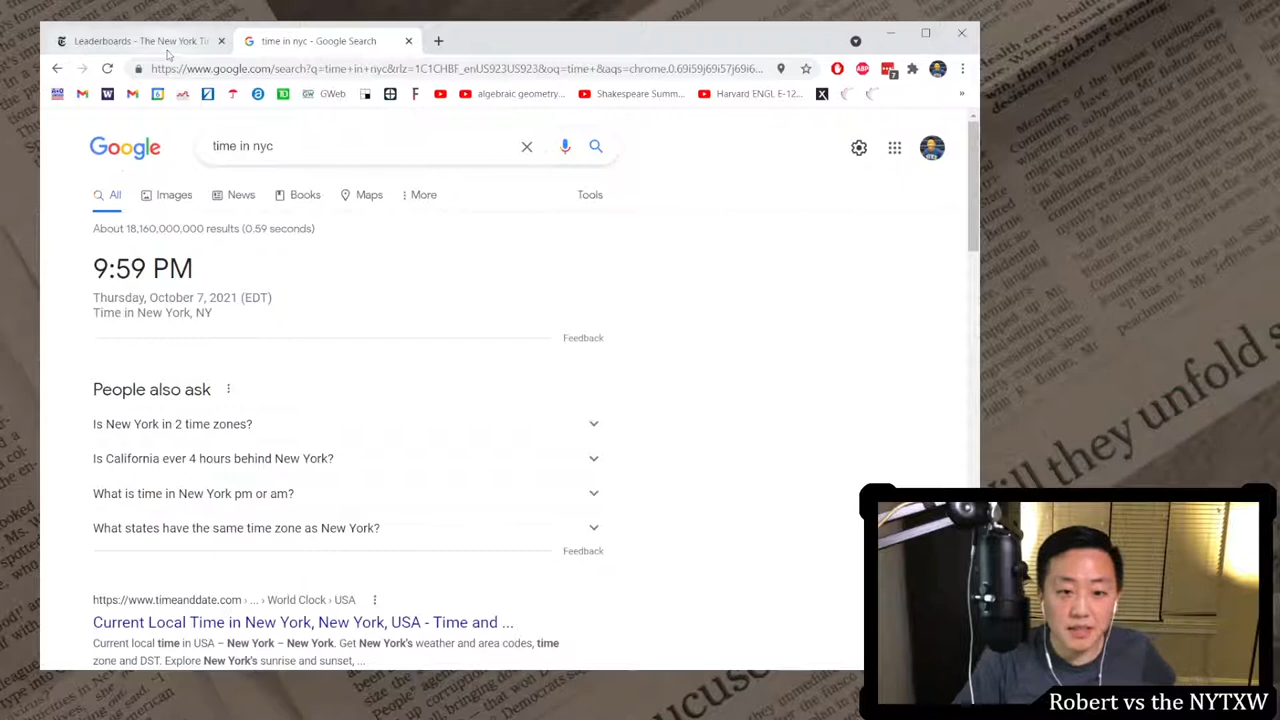 Leaderboards - The New York Ti
time in nyc - Google Search
https://www.google.com/search?q=time+in+nyc&rlz=1C1CHBF_enUS923US923&oq=time+&aqs=chrome.0.69i59j69i57j69i6...
GWeb
algebraic geometry...
Shakespeare Summ...
Harvard ENGL E-12...
Google
time in nyc
All
Images
News
Books
Maps
More
Tools
About 18,160,000,000 results (0.59 seconds)
9:59 PM
Thursday, October 7, 2021 (EDT)
Time in New York, NY
Feedback
People also ask
Is New York in 2 time zones?
Is California ever 4 hours behind New York?
What is time in New York pm or am?
What states have the same time zone as New York?
Feedback
https://www.timeanddate.com › ... › World Clock › USA
Current Local Time in New York, New York, USA - Time and ...
Current local time in USA – New York – New York. Get New York's weather and area codes, time
zone and DST. Explore New York's sunrise and sunset, ...
they unfold
Robert vs the NYTXW